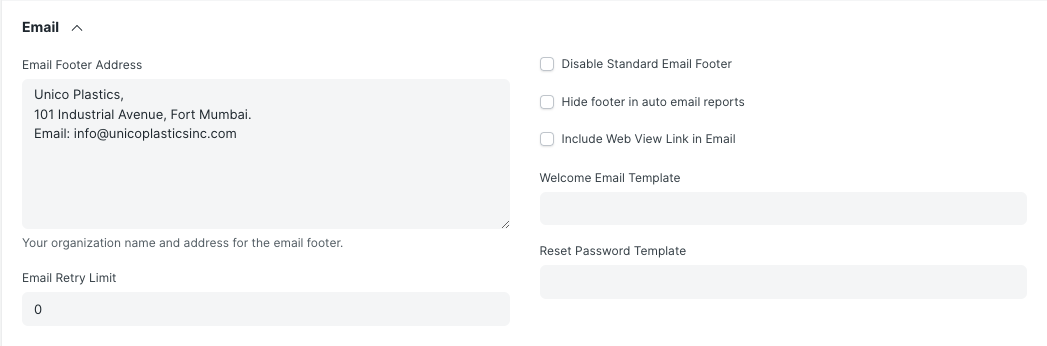 Email
Email Footer Address
Unico Plastics,
101 Industrial Avenue, Fort Mumbai.
Email: info@unicoplasticsinc.com
Your organization name and address for the email footer.
Email Retry Limit
0
Disable Standard Email Footer
Hide footer in auto email reports
Include Web View Link in Email
Welcome Email Template
Reset Password Template